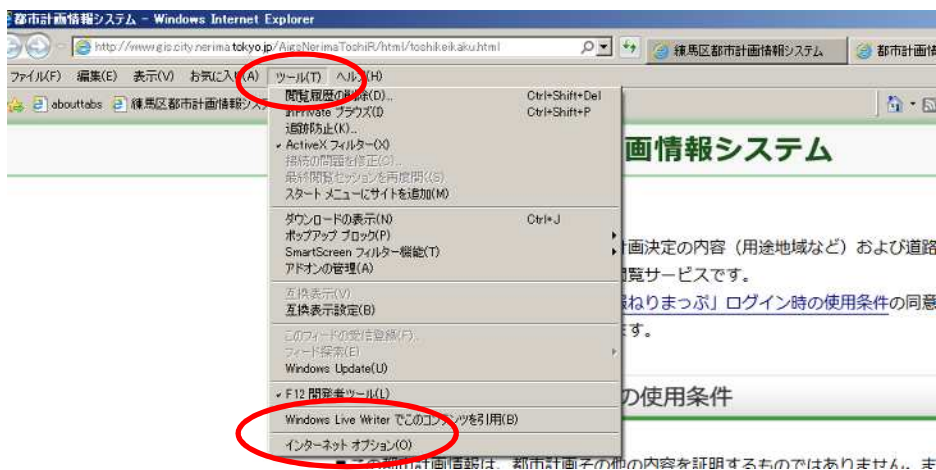 都市計画情報システム - Windows Internet Explorer
http://www.gis.city.nerima.tokyo.jp/AigsNerimaToshiR/html/toshikeikaku.html
練馬区都市計画情報システム
都市計画情
ファイル(F) 編集(E) 表示(V) お気に入り(A) ツール(T) ヘルプ(H)
abouttabs 練馬区都市計画情報シス
閲覧履歴の削除(D)... Ctrl+Shift+Del
InPrivate ブラウズ(I) Ctrl+Shift+P
追跡防止(K)...
ActiveX フィルター(X)
接続の問題を修正(C)...
最終閲覧セッションを再度開く(S)
スタート メニューにサイトを追加(M)
ダウンロードの表示(N) Ctrl+J
ポップアップ ブロック(P)
SmartScreen フィルター機能(T)
アドオンの管理(A)
互換表示(V)
互換表示設定(B)
このフィードの受信登録(F)...
フィード探索(E)
Windows Update(U)
F12 開発者ツール(L)
Windows Live Writer でこのコンテンツを引用(B)
インターネット オプション(O)
画情報システム
計画決定の内容（用途地域など）および道路
覧サービスです。
報ねりまっぷ」ログイン時の使用条件の同意
ます。
の使用条件
■ この都市計画情報は、都市計画その他の内容を証明するものではありません。ま